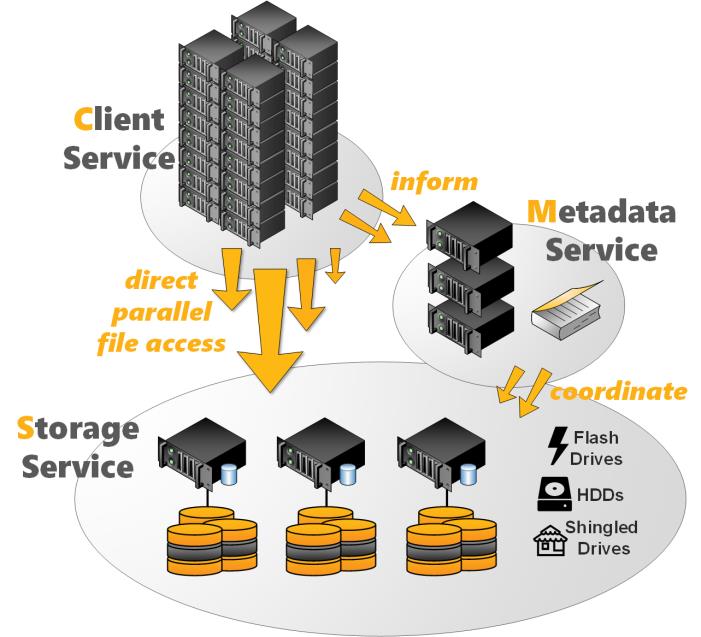 Client
Service
inform
Metadata
Service
direct
parallel
file access
coordinate
Storage
Service
Flash
Drives
HDDs
Shingled
Drives